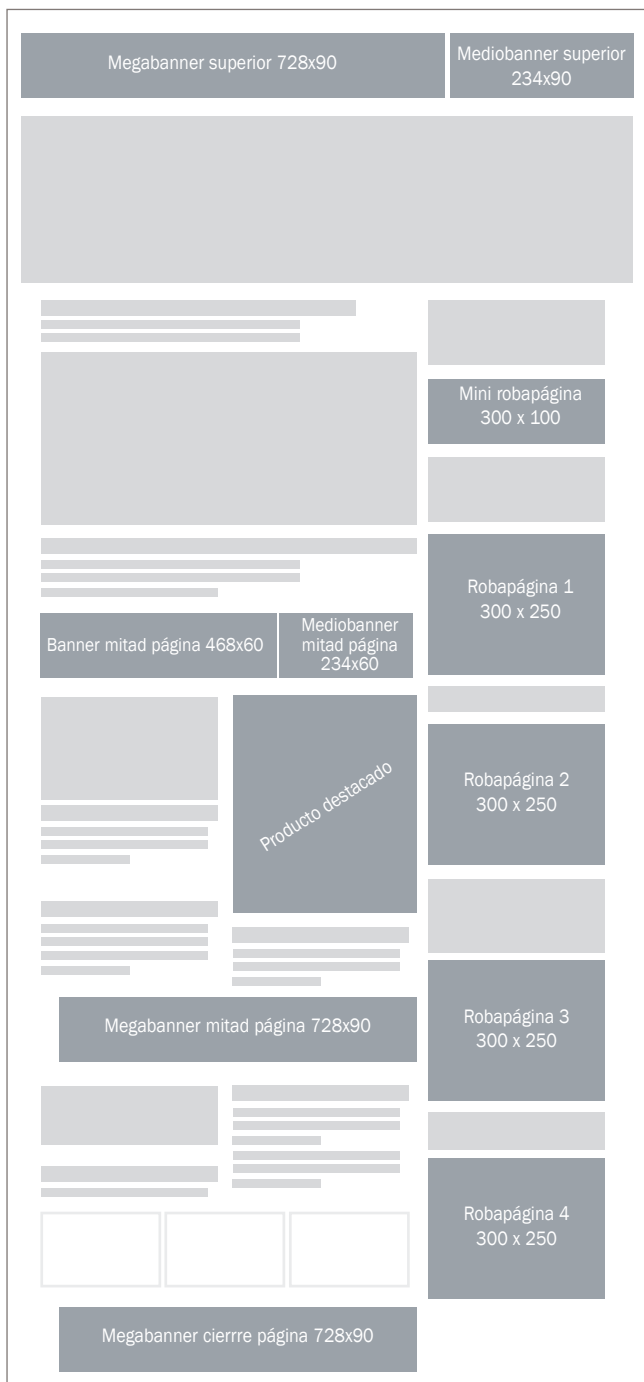 Megabanner superior 728x90
Mediobanner superior
234x90
Mini robapágina
300 x 100
Robapágina 1
300 x 250
Banner mitad página 468x60
Mediobanner
mitad página
234x60
Robapágina 2
300 x 250
Producto destacado
Robapágina 3
300 x 250
Megabanner mitad página 728x90
Robapágina 4
300 x 250
Megabanner cierrre página 728x90